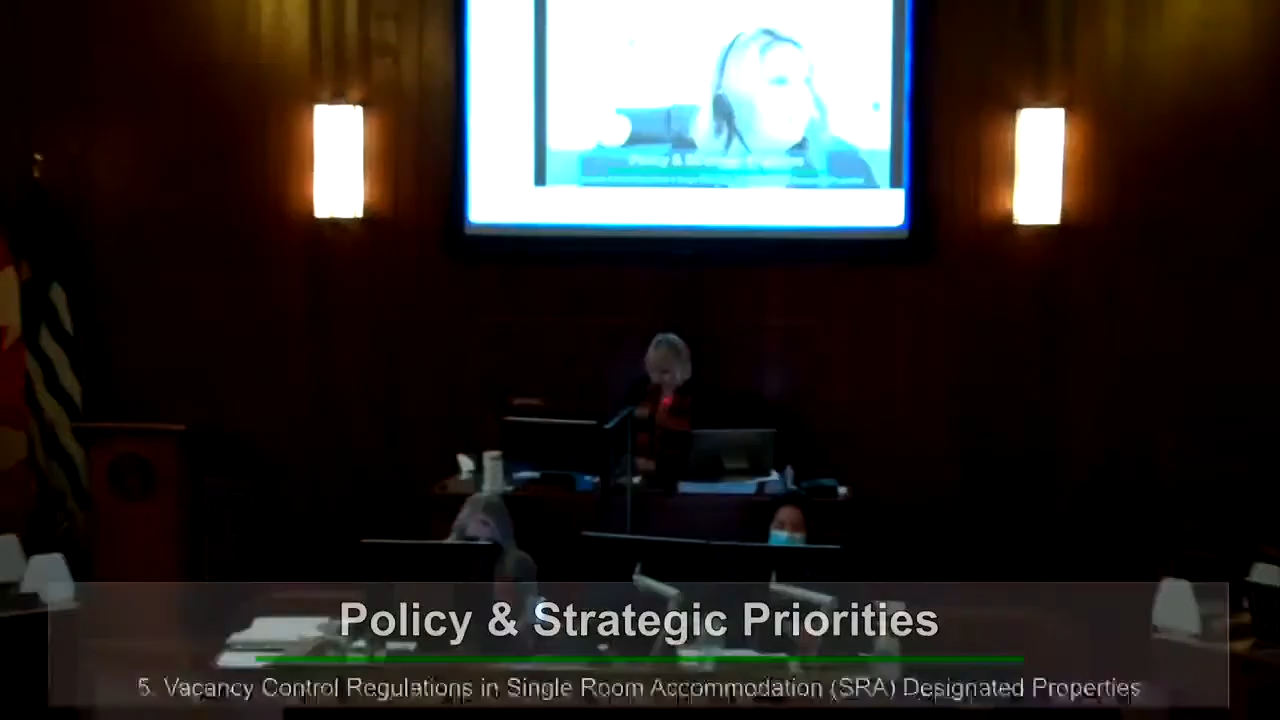 Policy & Strategic Priorities
5. Vacancy Control Regulations in Single Room Accommodation (SRA) Designated Properties